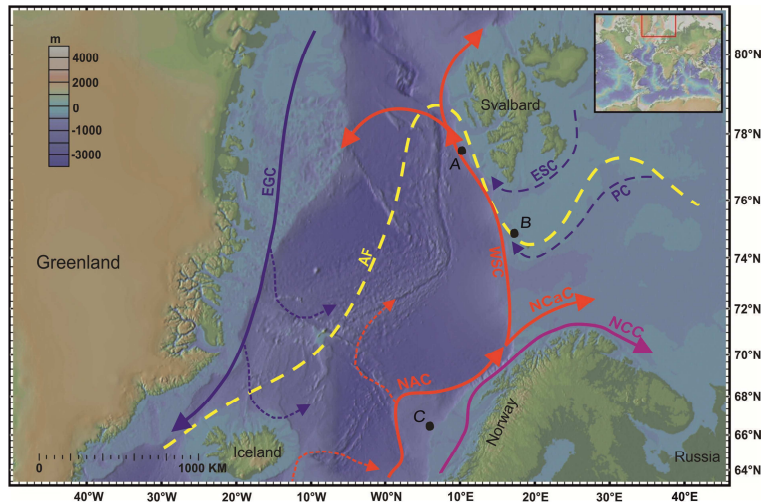 m
4000
2000
0
-1000
-3000
Greenland
Iceland
Svalbard
Norway
Russia
EGC
AF
NAC
WSC
NCaC
NCC
ESC
PC
A
B
C
0 1000 KM
80°N
78°N
76°N
74°N
72°N
70°N
68°N
66°N
64°N
40°W 30°W 20°W 10°W W00°E 10°E 20°E 30°E 40°E